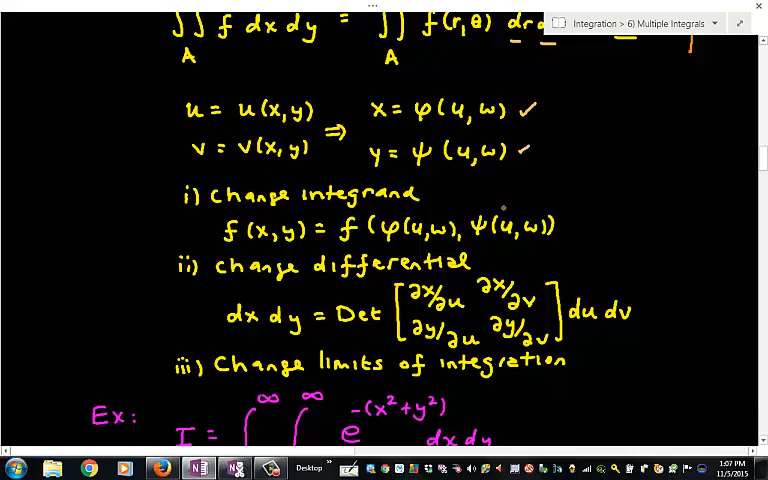 Integration > 6) Multiple Integrals
∬ f dx dy = ∬ f(r,θ) dr
A A
u = u(x,y) ⇒ x = φ(u,w) ✓
v = v(x,y) y = ψ(u,w) ✓
i) Change integrand
f(x,y) = f(φ(u,w), ψ(u,w))
ii) Change differential
dx dy = Det [∂x/∂u ∂x/∂v
∂y/∂u ∂y/∂v] du dv
iii) Change limits of integration
Ex: I = ∫^∞ ∫^∞ e^-(x²+y²) dx dy
Desktop
1:07 PM
11/5/2015